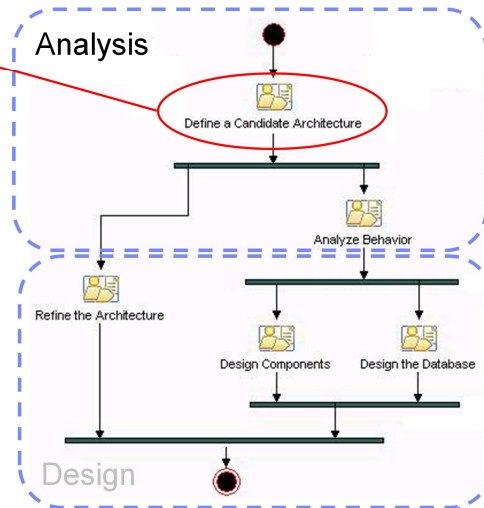 Analysis
Define a Candidate Architecture
Analyze Behavior
Refine the Architecture
Design Components
Design the Database
Design